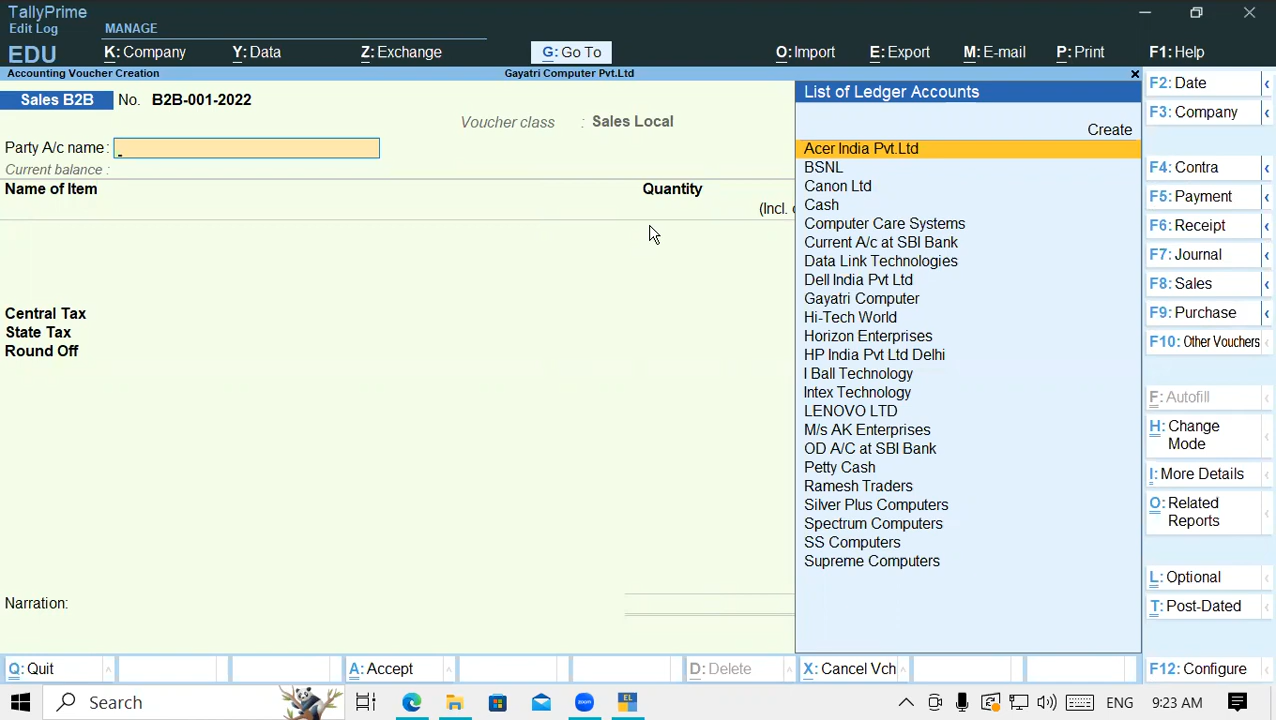 TallyPrime
Edit Log
MANAGE
EDU
K: Company
Y: Data
Z: Exchange
G: Go To
O: Import
E: Export
M: E-mail
P: Print
F1: Help
Accounting Voucher Creation
Gayatri Computer Pvt.Ltd
Sales B2B No. B2B-001-2022
Voucher class : Sales Local
Party A/c name :
Current balance :
Name of Item
Quantity
(Incl.
Central Tax
State Tax
Round Off
Narration:
List of Ledger Accounts
Create
Acer India Pvt.Ltd
BSNL
Canon Ltd
Cash
Computer Care Systems
Current A/c at SBI Bank
Data Link Technologies
Dell India Pvt Ltd
Gayatri Computer
Hi-Tech World
Horizon Enterprises
HP India Pvt Ltd Delhi
I Ball Technology
Intex Technology
LENOVO LTD
M/s AK Enterprises
OD A/C at SBI Bank
Petty Cash
Ramesh Traders
Silver Plus Computers
Spectrum Computers
SS Computers
Supreme Computers
F2: Date
F3: Company
F4: Contra
F5: Payment
F6: Receipt
F7: Journal
F8: Sales
F9: Purchase
F10: Other Vouchers
F: Autofill
H: Change
Mode
I: More Details
O: Related
Reports
L: Optional
T: Post-Dated
Q: Quit
A: Accept
D: Delete
X: Cancel Vch
F12: Configure
Search
EL
zoom
ENG
9:23 AM